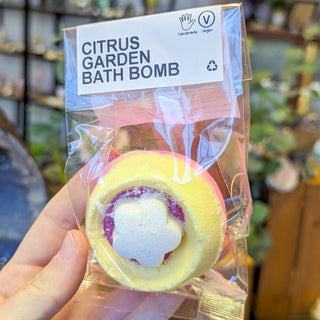 CITRUS
GARDEN
BATH BOMB
Handmade
Vegan